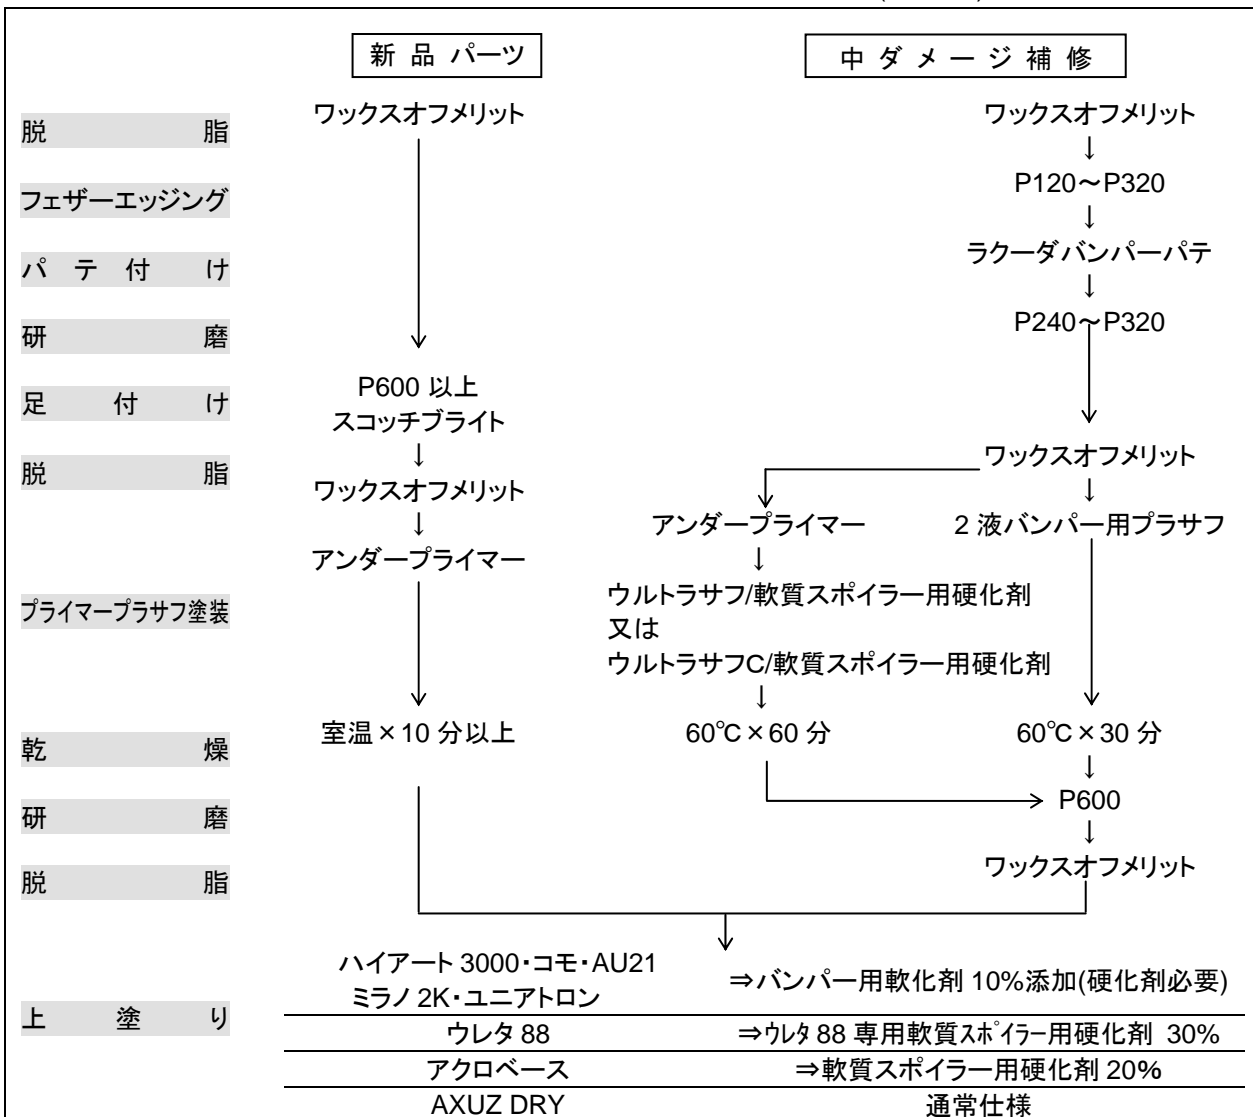 新 品 パーツ
中 ダ メ ー ジ 補 修
脱 脂
ワックスオフメリット
ワックスオフメリット
↓
フェザーエッジング
P120～P320
↓
パ テ 付 け
ラクーダバンパーパテ
↓
研 磨
P240～P320
足 付 け
P600 以上
スコッチブライト
↓
脱 脂
ワックスオフメリット
ワックスオフメリット
↓
↓
アンダープライマー
アンダープライマー
2 液バンパー用プラサフ
↓
プライマープラサフ塗装
ウルトラサフ/軟質スポイラー用硬化剤
又は
ウルトラサフC/軟質スポイラー用硬化剤
↓
乾 燥
室温×10 分以上
60℃×60 分
60℃×30 分
↓
研 磨
P600
↓
脱 脂
ワックスオフメリット
上 塗 り
ハイアート 3000・コモ・AU21
ミラノ 2K・ユニアトロン
⇒バンパー用軟化剤 10%添加(硬化剤必要)
ウレタ 88
⇒ウレタ 88 専用軟質スポイラー用硬化剤 30%
アクロベース
⇒軟質スポイラー用硬化剤 20%
AXUZ DRY
通常仕様